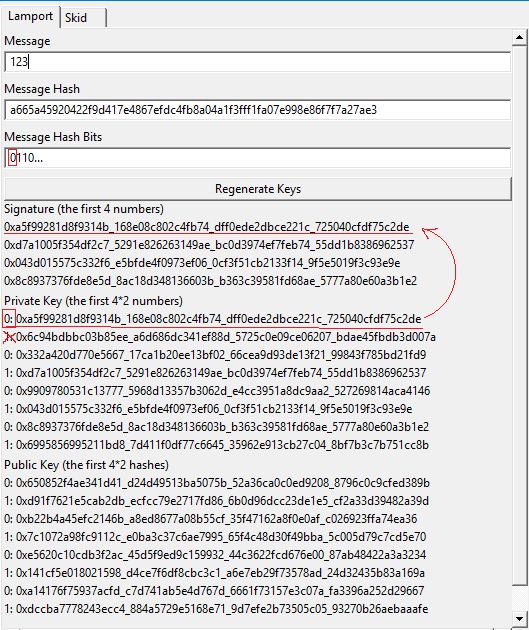 Lamport Skid
Message
123
Message Hash
a665a45920422f9d417e4867efdc4fb8a04a1f3fff1fa07e998e86f7f7a27ae3
Message Hash Bits
0110...
Regenerate Keys
Signature (the first 4 numbers)
0xa5f99281d8f9314b_168e08c802c4fb74_dff0ede2dbce221c_725040cfdf75c2de
0xd7a1005f354df2c7_5291e826263149ae_bc0d3974ef7feb74_55dd1b8386962537
0x043d015575c332f6_e5bfde4f0973ef06_0cf3f51cb2133f14_9f5e5019f3c93e9e
0x8c8937376fde8e5d_8ac18d348136603b_b363c39581fd68ae_5777a80e60a3b1e2
Private Key (the first 4*2 numbers)
0: 0xa5f99281d8f9314b_168e08c802c4fb74_dff0ede2dbce221c_725040cfdf75c2de
1: 0x6c94bdbbc03b85ee_a6d686dc341ef88d_5725c0e09ce06207_bdae45fbdb3d007a
0: 0x332a420d770e5667_17ca1b20ee13bf02_66cea9d93de13f21_99843f785bd21fd9
1: 0xd7a1005f354df2c7_5291e826263149ae_bc0d3974ef7feb74_55dd1b8386962537
0: 0x9909780531c13777_5968d13357b3062d_e4cc3951a8dc9aa2_527269814aca4146
1: 0x043d015575c332f6_e5bfde4f0973ef06_0cf3f51cb2133f14_9f5e5019f3c93e9e
0: 0x8c8937376fde8e5d_8ac18d348136603b_b363c39581fd68ae_5777a80e60a3b1e2
1: 0x6995856995211bd8_7d411f0df77c6645_35962e913cb27c04_8bf7b3c7b751cc8b
Public Key (the first 4*2 hashes)
0: 0x650852f4ae341d41_d24d49513ba5075b_52a36ca0c0ed9208_8796c0c9cfed389b
1: 0xd91f7621e5cab2db_ecfcc79e2717fd86_6b0d96dcc23de1e5_cf2a33d39482a39d
0: 0xb22b4a45efc2146b_a8ed8677a08b55cf_35f47162a8f0e0af_c026923ffa74ea36
1: 0x7c1072a98fc9112c_e0ba3c37c6ae7995_65f4c48d30f49bba_5c005d79c7cd5e70
0: 0xe5620c10cdb3f2ac_45d5f9ed9c159932_44c3622fcd676e00_87ab48422a3a3234
1: 0x141cf5e018021598_d4ce7f6df8cbc3c1_a6e7eb29f73578ad_24d32435b83a169a
0: 0xa14176f75937acfd_c7d741ab5e4d767d_6661f73157e3c07a_fa3396a252d29667
1: 0xdccba7778243ecc4_884a5729e5168e71_9d7efe2b73505c05_93270b26aebaaafe